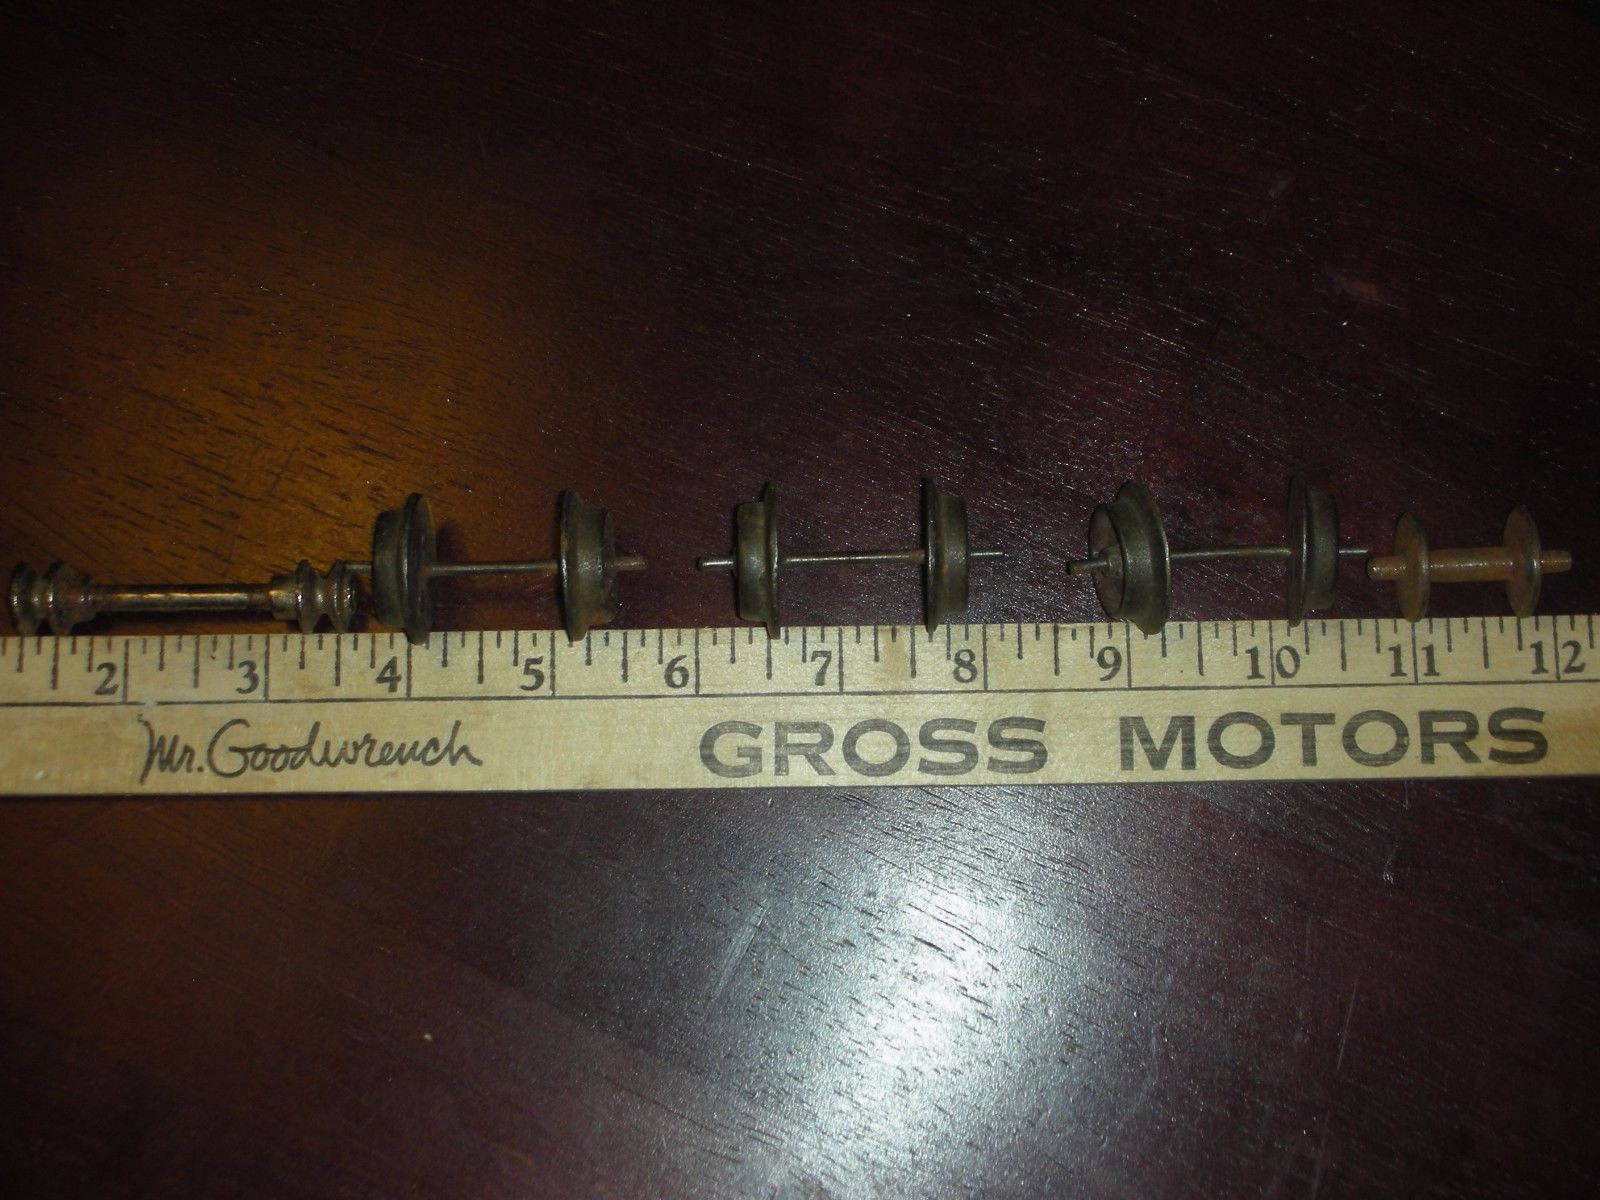 2 3 4 5 6 7 8 9 10 11 12
Mr. Goodwrench GROSS MOTORS